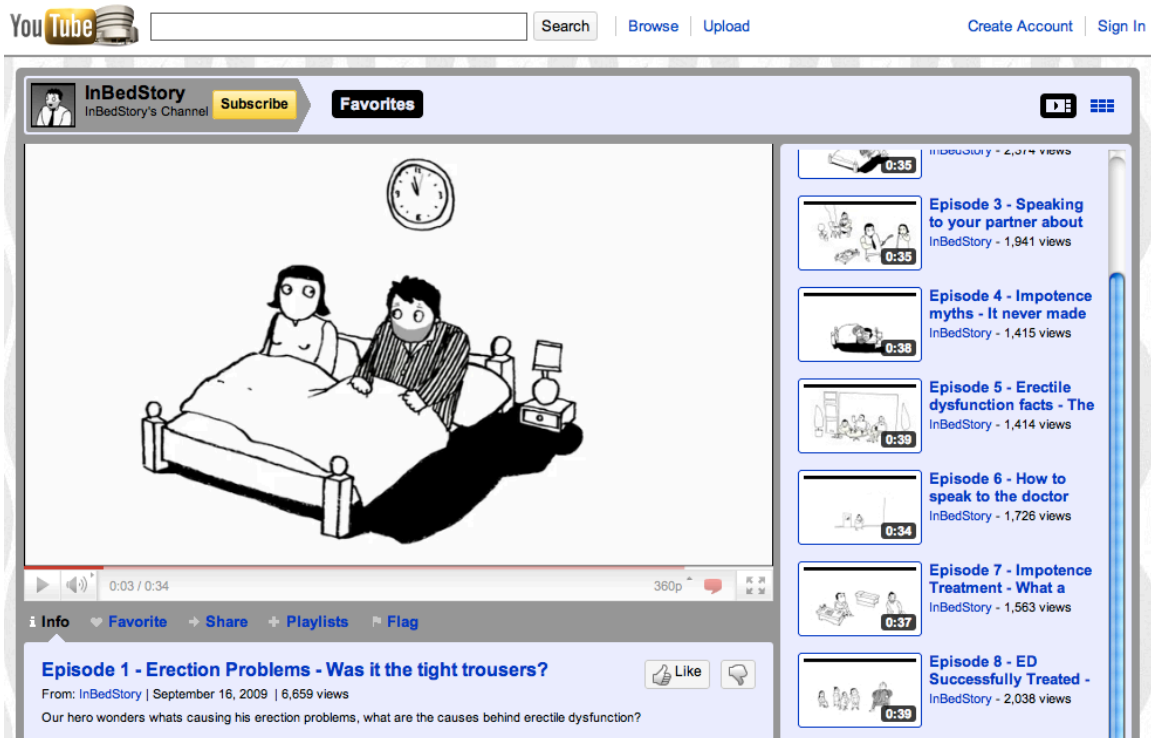 You Tube
Search
Browse
Upload
Create Account
Sign In
InBedStory
InBedStory's Channel
Subscribe
Favorites
0:03 / 0:34
360p
Info
Favorite
Share
Playlists
Flag
Episode 1 - Erection Problems - Was it the tight trousers?
From: InBedStory | September 16, 2009 | 6,659 views
Our hero wonders whats causing his erection problems, what are the causes behind erectile dysfunction?
Like
InBedStory - 2,374 views
0:35
Episode 3 - Speaking
to your partner about
InBedStory - 1,941 views
0:35
Episode 4 - Impotence
myths - It never made
InBedStory - 1,415 views
0:38
Episode 5 - Erectile
dysfunction facts - The
InBedStory - 1,414 views
0:39
Episode 6 - How to
speak to the doctor
InBedStory - 1,726 views
0:34
Episode 7 - Impotence
Treatment - What a
InBedStory - 1,563 views
0:37
Episode 8 - ED
Successfully Treated -
InBedStory - 2,038 views
0:39